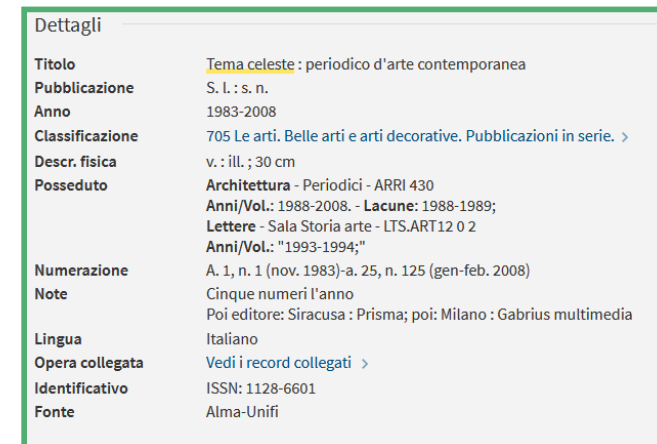 Dettagli
Titolo Tema celeste : periodico d'arte contemporanea
Pubblicazione S. l. : s. n.
Anno 1983-2008
Classificazione 705 Le arti. Belle arti e arti decorative. Pubblicazioni in serie. >
Descr. fisica v. : ill. ; 30 cm
Posseduto Architettura - Periodici - ARRI 430
Anni/Vol.: 1988-2008. - Lacune: 1988-1989;
Lettere - Sala Storia arte - LTS.ART12 0 2
Anni/Vol.: "1993-1994;"
Numerazione A. 1, n. 1 (nov. 1983)-a. 25, n. 125 (gen-feb. 2008)
Note Cinque numeri l'anno
Poi editore: Siracusa : Prisma; poi: Milano : Gabrius multimedia
Lingua Italiano
Opera collegata Vedi i record collegati >
Identificativo ISSN: 1128-6601
Fonte Alma-Unifi